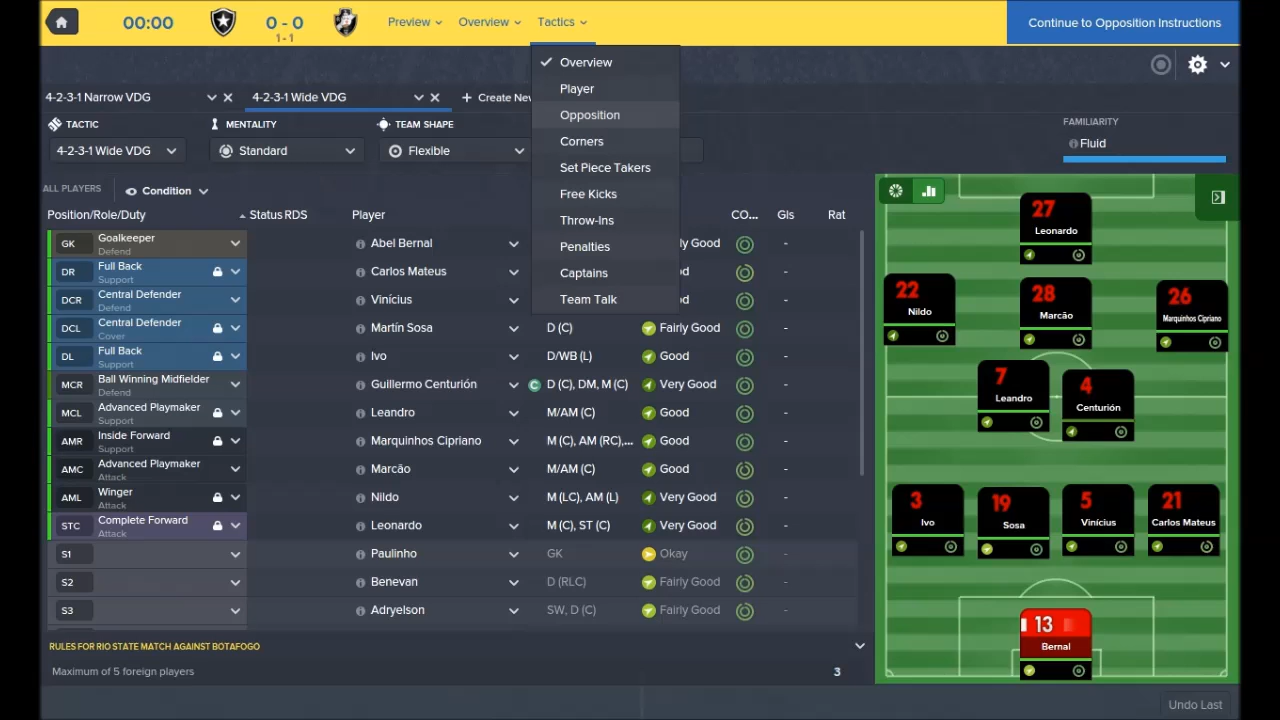 00:00
0 - 0
1 - 1
Preview
Overview
Tactics
Continue to Opposition Instructions
Overview
Player
Opposition
Corners
Set Piece Takers
Free Kicks
Throw-Ins
Penalties
Captains
Team Talk
4-2-3-1 Narrow VDG
4-2-3-1 Wide VDG
Create New
TACTIC
MENTALITY
TEAM SHAPE
FAMILIARITY
4-2-3-1 Wide VDG
Standard
Flexible
Fluid
ALL PLAYERS
Condition
Position/Role/Duty Status RDS Player CO... Gls Rat
GK Goalkeeper Defend Abel Bernal ly Good -
DR Full Back Support Carlos Mateus d -
DCR Central Defender Defend Vinícius d -
DCL Central Defender Cover Martín Sosa D (C) Fairly Good -
DL Full Back Support Ivo D/WB (L) Good -
MCR Ball Winning Midfielder Defend Guillermo Centurión C D (C), DM, M (C) Very Good -
MCL Advanced Playmaker Support Leandro M/AM (C) Good -
AMR Inside Forward Support Marquinhos Cipriano M (C), AM (RC),... Good -
AMC Advanced Playmaker Attack Marcão M/AM (C) Good -
AML Winger Attack Nildo M (LC), AM (L) Very Good -
STC Complete Forward Attack Leonardo M (C), ST (C) Very Good -
S1 Paulinho GK Okay -
S2 Benevan D (RLC) Fairly Good -
S3 Adryelson SW, D (C) Fairly Good -
RULES FOR RIO STATE MATCH AGAINST BOTAFOGO
Maximum of 5 foreign players 3
27
Leonardo
22
Nildo
28
Marcão
26
Marquinhos Cipriano
7
Leandro
4
Centurión
3
Ivo
19
Sosa
5
Vinícius
21
Carlos Mateus
13
Bernal
Undo Last